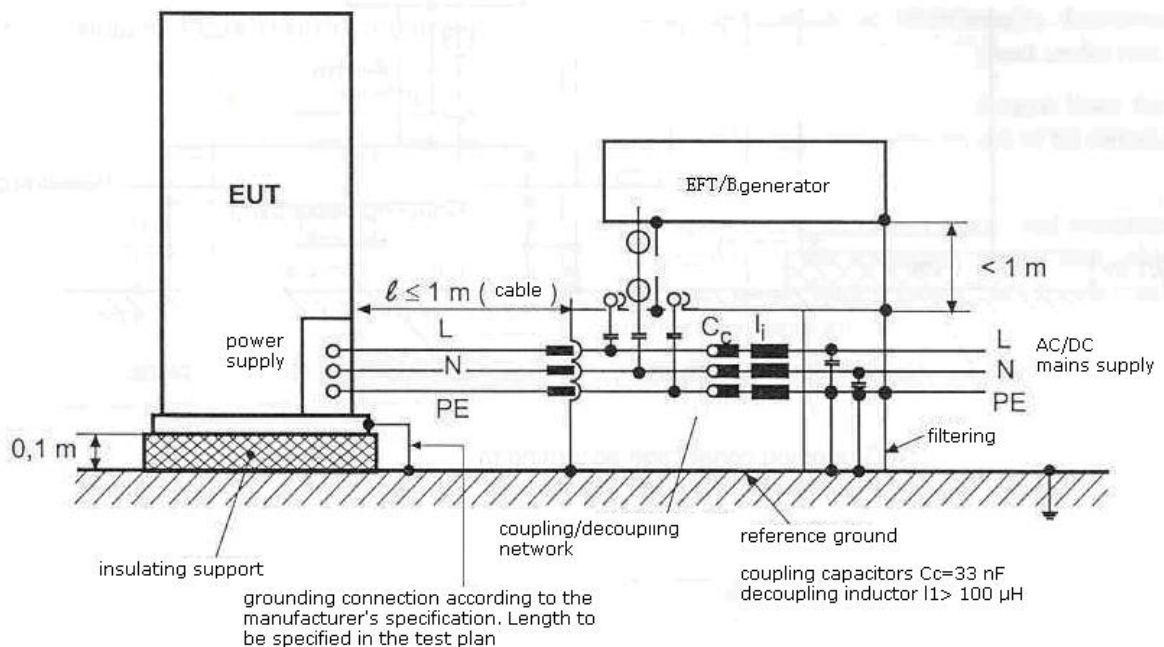 EUT
EFT/B.generator
< 1 m
ℓ ≤ 1 m ( cable )
power
supply
L
N
PE
Cc
li
L
N
PE
AC/DC
mains supply
0,1 m
filtering
insulating support
coupling/decoupling
network
reference ground
coupling capacitors Cc=33 nF
decoupling inductor l1> 100 µH
grounding connection according to the
manufacturer's specification. Length to
be specified in the test plan